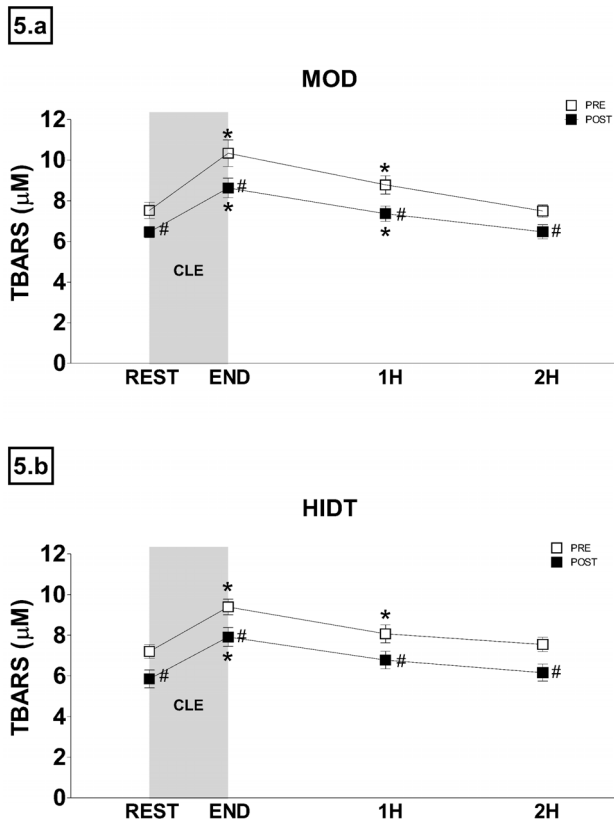 5.a
MOD
PRE
POST
12
10
8
6
4
2
0
TBARS (μM)
*
*
#
*
#
*
#
*
#
CLE
REST END 1H 2H
5.b
HIDT
PRE
POST
12
10
8
6
4
2
0
TBARS (μM)
*
*
#
#
*
#
#
CLE
REST END 1H 2H